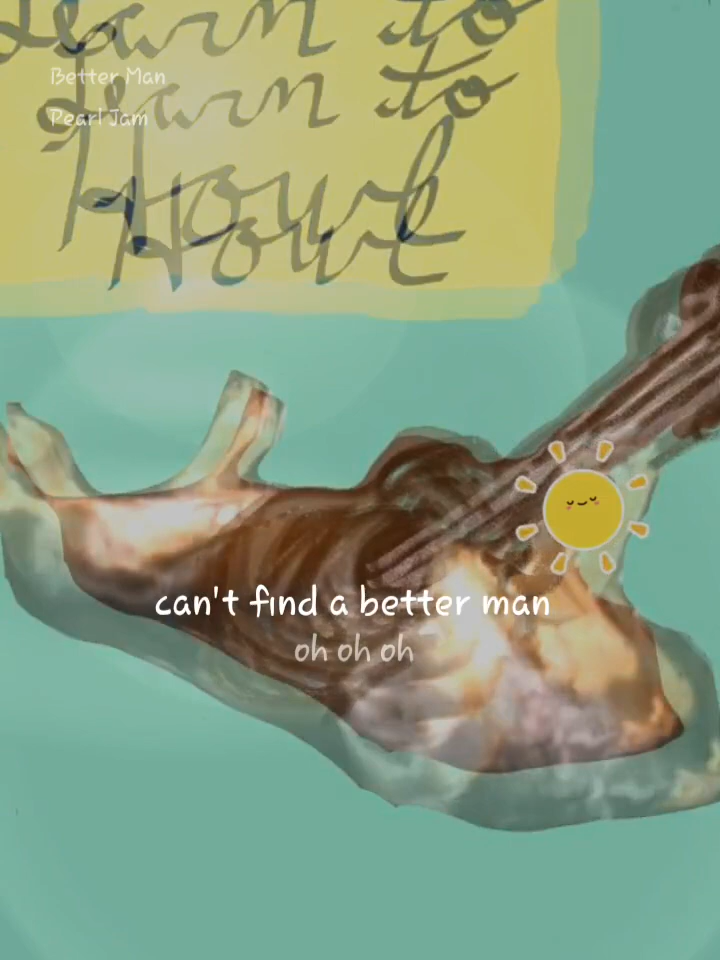 Learn to
Learn to
Better Man
Pearl Jam
Howl
Howl
can't find a better man
oh oh oh